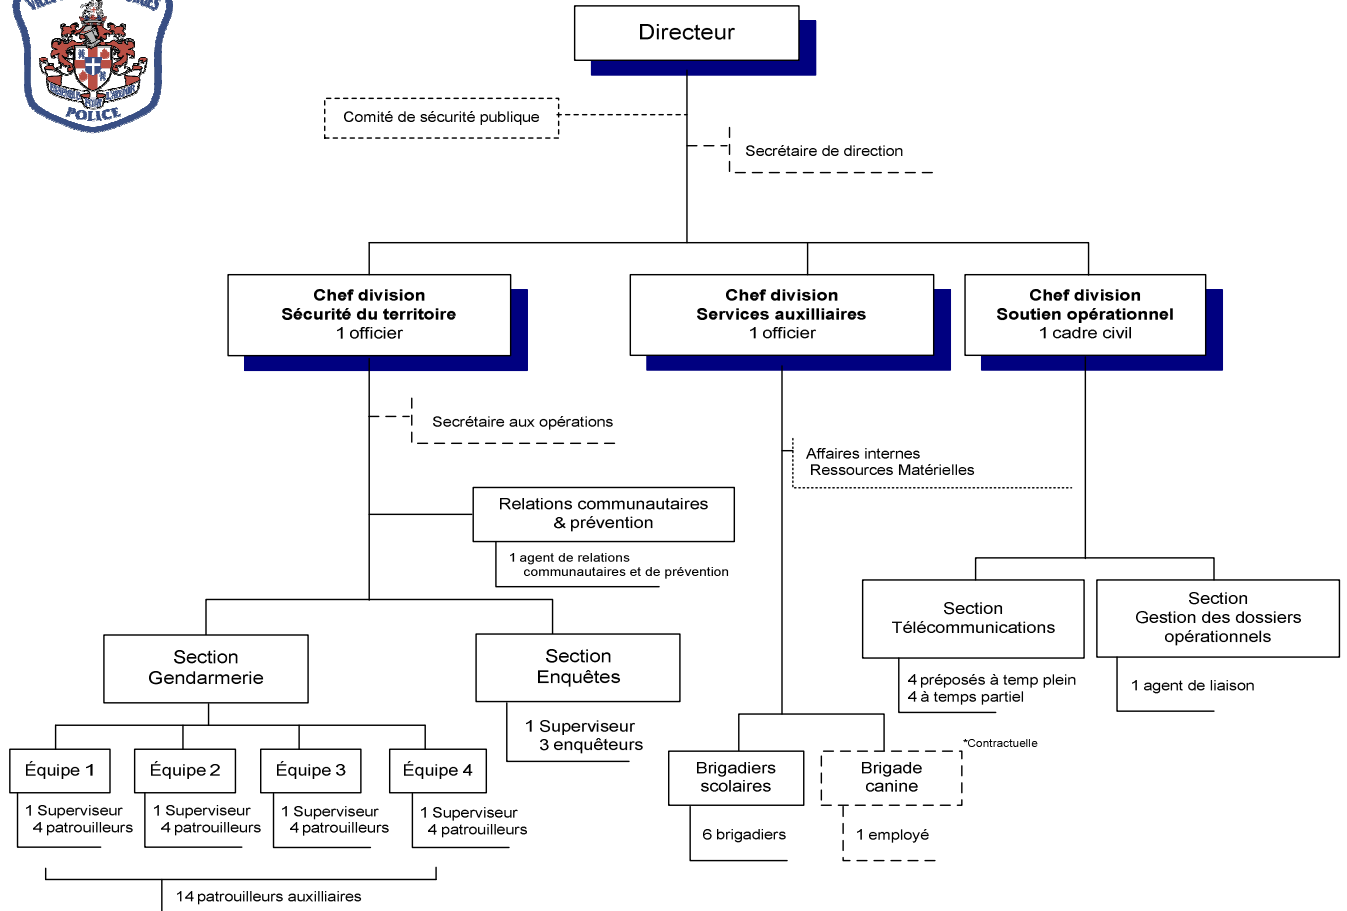 POLICE
Directeur
Comité de sécurité publique
Secrétaire de direction
Chef division
Sécurité du territoire
1 officier
Chef division
Services auxilliaires
1 officier
Chef division
Soutien opérationnel
1 cadre civil
Secrétaire aux opérations
Affaires internes
Ressources Matérielles
Relations communautaires
& prévention
1 agent de relations
communautaires et de prévention
Section
Gendarmerie
Section
Enquêtes
1 Superviseur
3 enquêteurs
Section
Télécommunications
4 préposés à temp plein
4 à temps partiel
Section
Gestion des dossiers
opérationnels
1 agent de liaison
Équipe 1
1 Superviseur
4 patrouilleurs
Équipe 2
1 Superviseur
4 patrouilleurs
Équipe 3
1 Superviseur
4 patrouilleurs
Équipe 4
1 Superviseur
4 patrouilleurs
14 patrouilleurs auxiliaires
Brigadiers
scolaires
6 brigadiers
*Contractuelle
Brigade
canine
1 employé